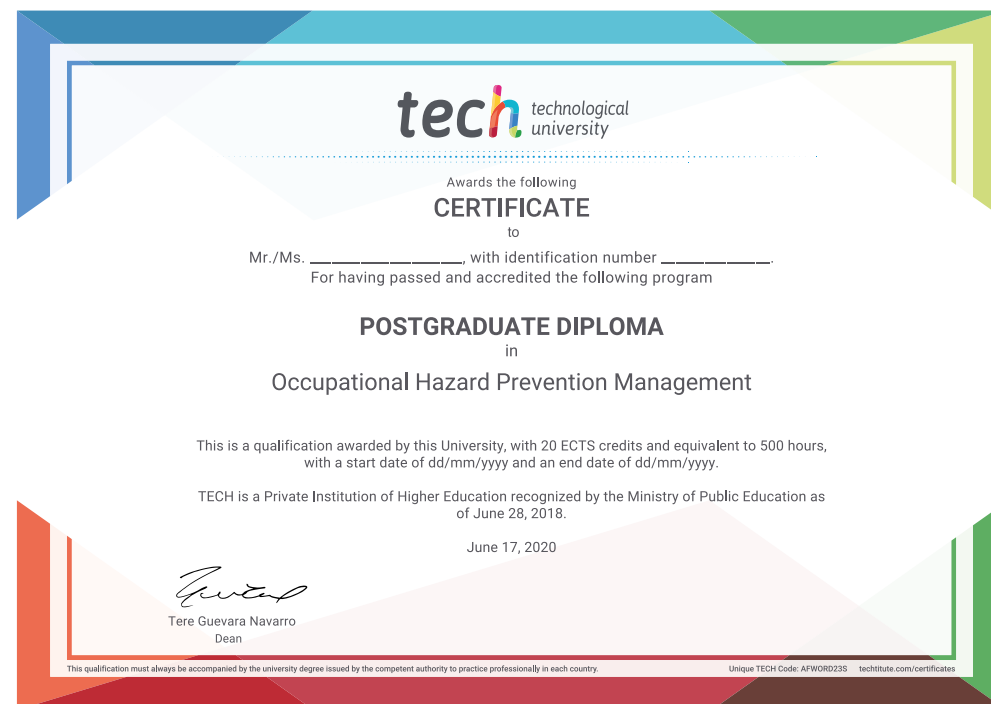 tech technological
university
Awards the following
CERTIFICATE
to
Mr./Ms. ____________________, with identification number ______________.
For having passed and accredited the following program
POSTGRADUATE DIPLOMA
in
Occupational Hazard Prevention Management
This is a qualification awarded by this University, with 20 ECTS credits and equivalent to 500 hours,
with a start date of dd/mm/yyyy and an end date of dd/mm/yyyy.
TECH is a Private Institution of Higher Education recognized by the Ministry of Public Education as
of June 28, 2018.
June 17, 2020
Tere Guevara Navarro
Dean
This qualification must always be accompanied by the university degree issued by the competent authority to practice professionally in each country. Unique TECH Code: AFWORD23S techtitute.com/certificates